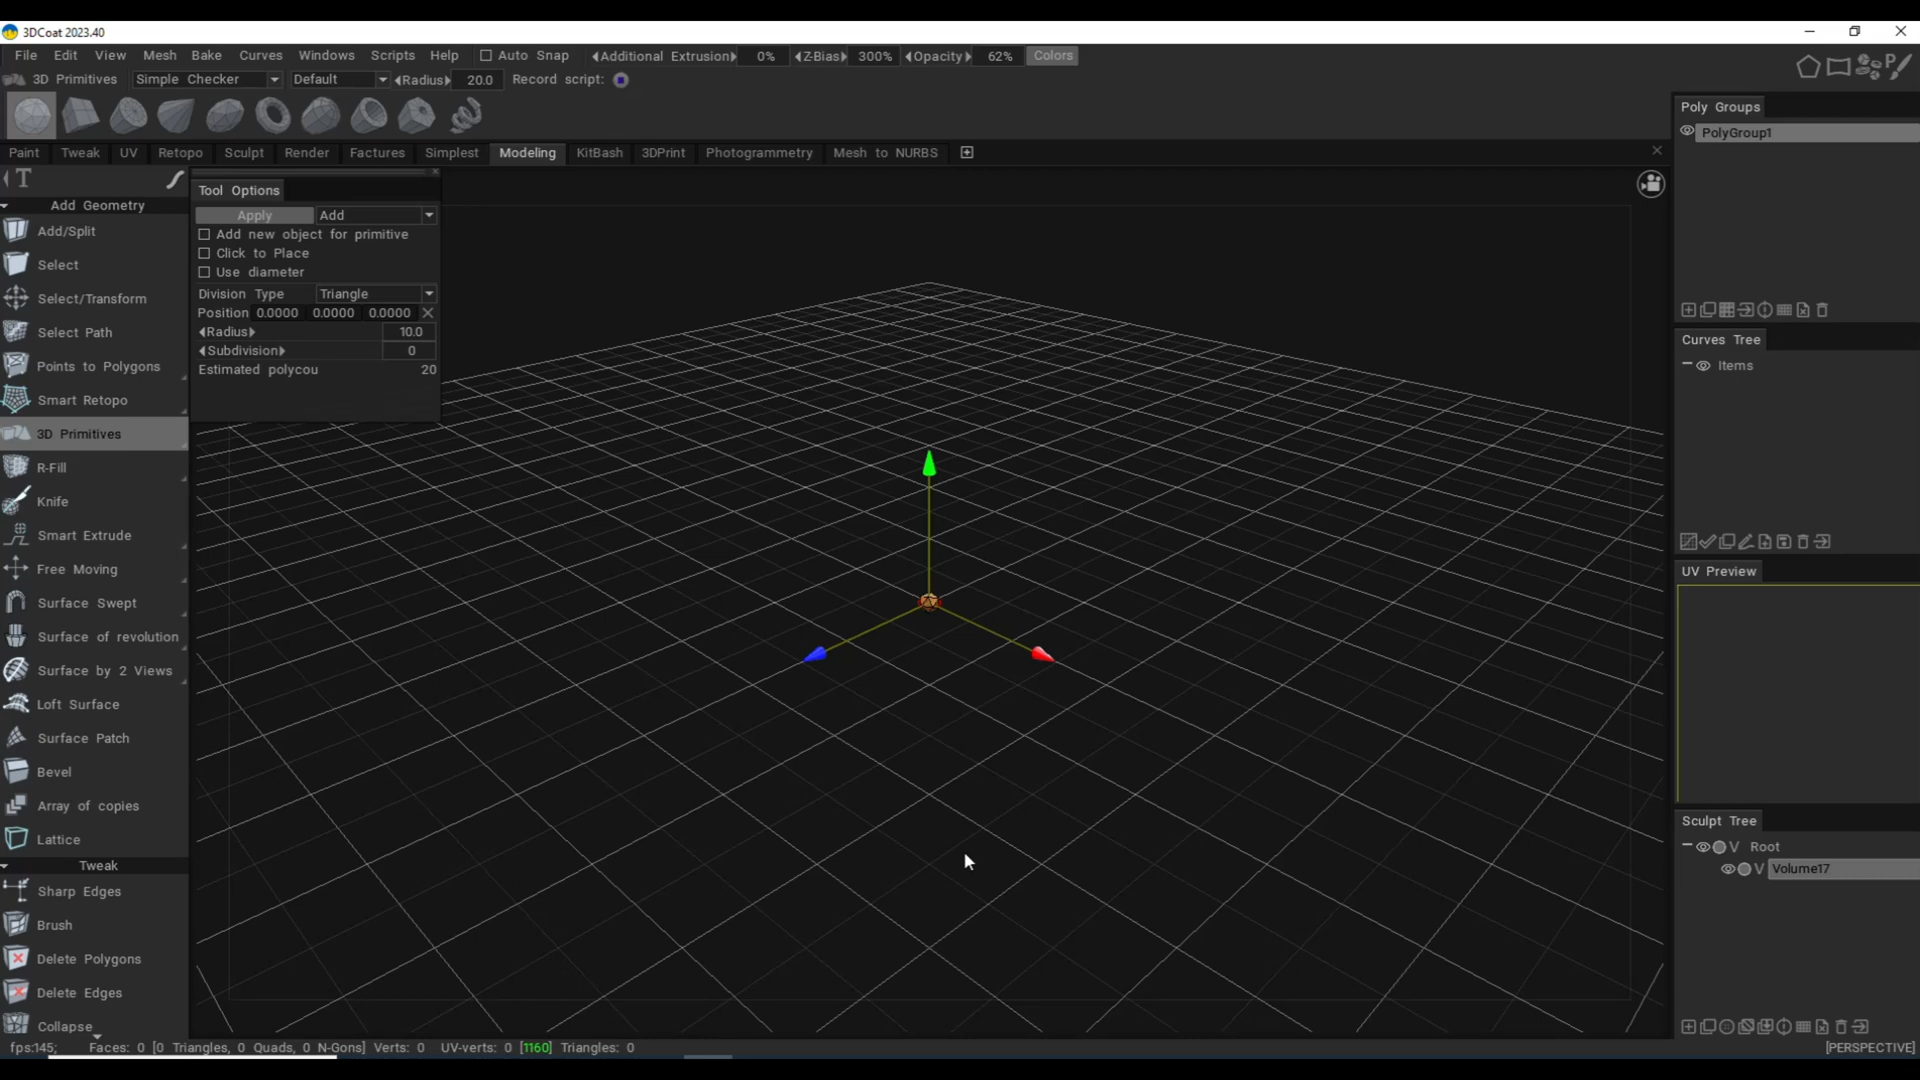 3DCoat 2023.40
File Edit View Mesh Bake Curves Windows Scripts Help Auto Snap Additional Extrusion 0% Z-Bias 300% Opacity 62% Colors
3D Primitives Simple Checker Default Radius 20.0 Record script:
Paint Tweak UV Retopo Sculpt Render Factures Simplest Modeling KitBash 3DPrint Photogrammetry Mesh to NURBS
T
Add Geometry
Add/Split
Select
Select/Transform
Select Path
Points to Polygons
Smart Retopo
3D Primitives
R-Fill
Knife
Smart Extrude
Free Moving
Surface Swept
Surface of revolution
Surface by 2 Views
Loft Surface
Surface Patch
Bevel
Array of copies
Lattice
Tweak
Sharp Edges
Brush
Delete Polygons
Delete Edges
Collapse
Tool Options
Apply Add
Add new object for primitive
Click to Place
Use diameter
Division Type Triangle
Position 0.0000 0.0000 0.0000
Radius 10.0
Subdivision 0
Estimated polycou 20
Poly Groups
PolyGroup1
Curves Tree
Items
UV Preview
Sculpt Tree
V Root
V Volume17
fps:145; Faces: 0 [0 Triangles, 0 Quads, 0 N-Gons] Verts: 0 UV-verts: 0 [1160] Triangles: 0
[PERSPECTIVE]